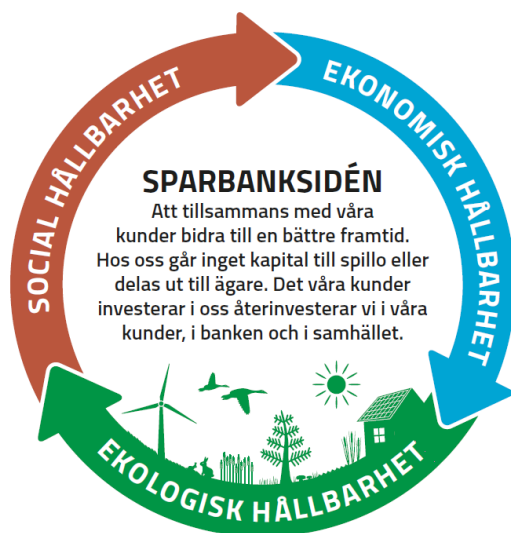 SOCIAL HÅLLBARHET
EKONOMISK HÅLLBARHET
SPARBANKSIDÉN
Att tillsammans med våra
kunder bidra till en bättre framtid.
Hos oss går inget kapital till spillo eller
delas ut till ägare. Det våra kunder
investerar i oss återinvesterar vi i våra
kunder, i banken och i samhället.
EKOLOGISK HÅLLBARHET